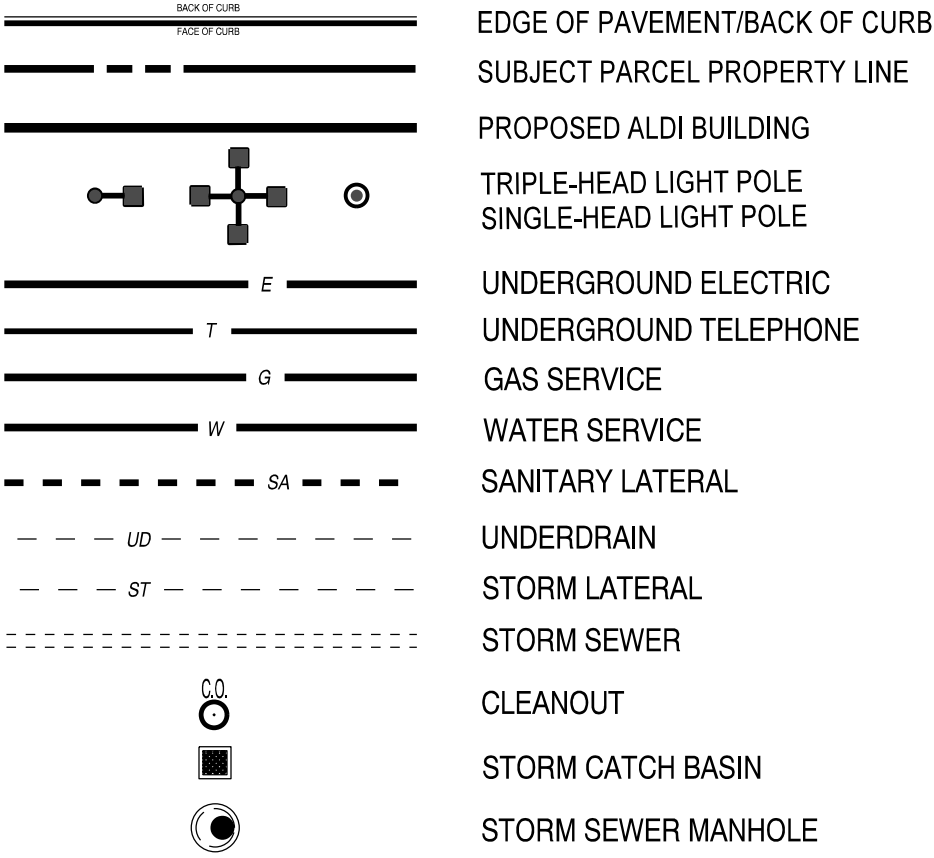 BACK OF CURB
FACE OF CURB
EDGE OF PAVEMENT/BACK OF CURB
SUBJECT PARCEL PROPERTY LINE
PROPOSED ALDI BUILDING
TRIPLE-HEAD LIGHT POLE
SINGLE-HEAD LIGHT POLE
E UNDERGROUND ELECTRIC
T UNDERGROUND TELEPHONE
G GAS SERVICE
W WATER SERVICE
SA SANITARY LATERAL
UD UNDERDRAIN
ST STORM LATERAL
STORM SEWER
C.O. CLEANOUT
STORM CATCH BASIN
STORM SEWER MANHOLE